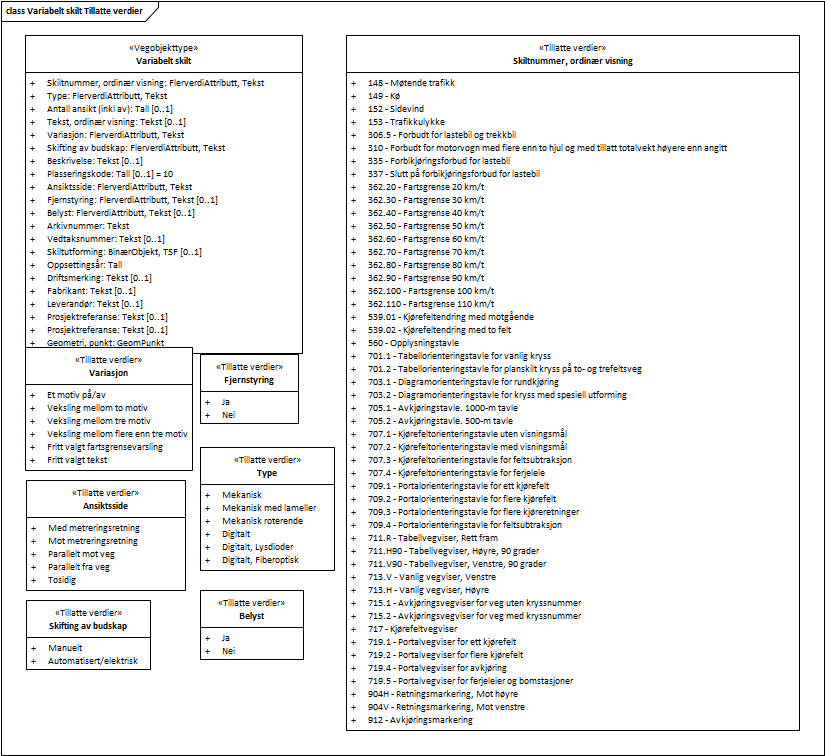 class Variabelt skilt Tillatte verdier
«Vegobjekttype»
Variabelt skilt
+ Skiltnummer, ordinær visning: FlerverdiAttributt, Tekst
+ Type: FlerverdiAttributt, Tekst
+ Antall ansikt (inkl av): Tall [0..1]
+ Tekst, ordinær visning: Tekst [0..1]
+ Variasjon: FlerverdiAttributt, Tekst
+ Skifting av budskap: FlerverdiAttributt, Tekst
+ Beskrivelse: Tekst [0..1]
+ Plasseringskode: Tall [0..1] = 10
+ Ansiktsside: FlerverdiAttributt, Tekst
+ Fjernstyring: FlerverdiAttributt, Tekst [0..1]
+ Belyst: FlerverdiAttributt, Tekst [0..1]
+ Arkivnummer: Tekst
+ Vedtaksnummer: Tekst [0..1]
+ Skiltutforming: BinærObjekt, TSF [0..1]
+ Oppsettingsår: Tall
+ Driftsmerking: Tekst [0..1]
+ Fabrikant: Tekst [0..1]
+ Leverandør: Tekst [0..1]
+ Prosjektreferanse: Tekst [0..1]
+ Prosjektreferanse: Tekst [0..1]
+ Geometri, punkt: GeomPunkt
«Tillatte verdier»
Variasjon
+ Et motiv på/av
+ Veksling mellom to motiv
+ Veksling mellom tre motiv
+ Veksling mellom flere enn tre motiv
+ Fritt valgt fartsgrensevarsling
+ Fritt valgt tekst
«Tillatte verdier»
Fjernstyring
+ Ja
+ Nei
«Tillatte verdier»
Type
+ Mekanisk
+ Mekanisk med lameller
+ Mekanisk roterende
+ Digitalt
+ Digitalt, Lysdioder
+ Digitalt, Fiberoptisk
«Tillatte verdier»
Ansiktsside
+ Med metreringsretning
+ Mot metreringsretning
+ Parallelt mot veg
+ Parallelt fra veg
+ Tosidig
«Tillatte verdier»
Skifting av budskap
+ Manuelt
+ Automatisert/elektrisk
«Tillatte verdier»
Belyst
+ Ja
+ Nei
«Tillatte verdier»
Skiltnummer, ordinær visning
+ 148 - Møtende trafikk
+ 149 - Kø
+ 152 - Sidevind
+ 153 - Trafikkulykke
+ 306.5 - Forbudt for lastebil og trekkbil
+ 310 - Forbudt for motorvogn med flere enn to hjul og med tillatt totalvekt høyere enn angitt
+ 335 - Forbikjøringsforbud for lastebil
+ 337 - Slutt på forbikjøringsforbud for lastebil
+ 362.20 - Fartsgrense 20 km/t
+ 362.30 - Fartsgrense 30 km/t
+ 362.40 - Fartsgrense 40 km/t
+ 362.50 - Fartsgrense 50 km/t
+ 362.60 - Fartsgrense 60 km/t
+ 362.70 - Fartsgrense 70 km/t
+ 362.80 - Fartsgrense 80 km/t
+ 362.90 - Fartsgrense 90 km/t
+ 362.100 - Fartsgrense 100 km/t
+ 362.110 - Fartsgrense 110 km/t
+ 539.01 - Kjørefeltendring med motgående
+ 539.02 - Kjørefeltendring med to felt
+ 560 - Opplysningstavle
+ 701.1 - Tabellorienteringstavle for vanlig kryss
+ 701.2 - Tabellorienteringstavle for planskilt kryss på to- og trefeltsveg
+ 703.1 - Diagramorienteringstavle for rundkjøring
+ 703.2 - Diagramorienteringstavle for kryss med spesiell utforming
+ 705.1 - Avkjøringstavle. 1000-m tavle
+ 705.2 - Avkjøringstavle. 500-m tavle
+ 707.1 - Kjørefeltorienteringstavle uten visningsmål
+ 707.2 - Kjørefeltorienteringstavle med visningsmål
+ 707.3 - Kjørefeltorienteringstavle for feltsubtraksjon
+ 707.4 - Kjørefeltorienteringstavle for ferjeleie
+ 709.1 - Portalorienteringstavle for ett kjørefelt
+ 709.2 - Portalorienteringstavle for flere kjørefelt
+ 709.3 - Portalorienteringstavle for flere kjøreretninger
+ 709.4 - Portalorienteringstavle for feltsubtraksjon
+ 711.R - Tabellvegviser, Rett fram
+ 711.H90 - Tabellvegviser, Høyre, 90 grader
+ 711.V90 - Tabellvegviser, Venstre, 90 grader
+ 713.V - Vanlig vegviser, Venstre
+ 713.H - Vanlig vegviser, Høyre
+ 715.1 - Avkjøringsvegviser for veg uten kryssnummer
+ 715.2 - Avkjøringsvegviser for veg med kryssnummer
+ 717 - Kjørefeltvegviser
+ 719.1 - Portalvegviser for ett kjørefelt
+ 719.2 - Portalvegviser for flere kjørefelt
+ 719.4 - Portalvegviser for avkjøring
+ 719.5 - Portalvegviser for ferjeleier og bomstasjoner
+ 904H - Retningsmarkering, Mot høyre
+ 904V - Retningsmarkering, Mot venstre
+ 912 - Avkjøringsmarkering